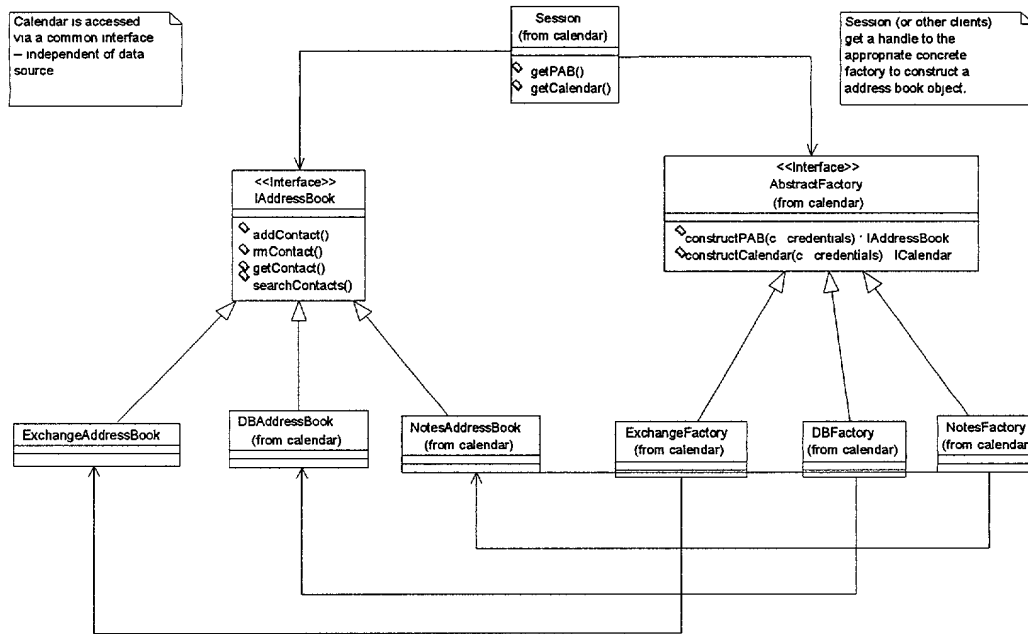 Calendar is accessed
via a common interface
– independent of data
source
Session
(from calendar)
getPAB()
getCalendar()
Session (or other clients)
get a handle to the
appropriate concrete
factory to construct a
address book object.
<<Interface>>
IAddressBook
addContact()
rmContact()
getContact()
searchContacts()
<<Interface>>
AbstractFactory
(from calendar)
constructPAB(c credentials) : IAddressBook
constructCalendar(c credentials) ICalendar
ExchangeAddressBook
DBAddressBook
(from calendar)
NotesAddressBook
(from calendar)
ExchangeFactory
(from calendar)
DBFactory
(from calendar)
NotesFactory
(from calendar)